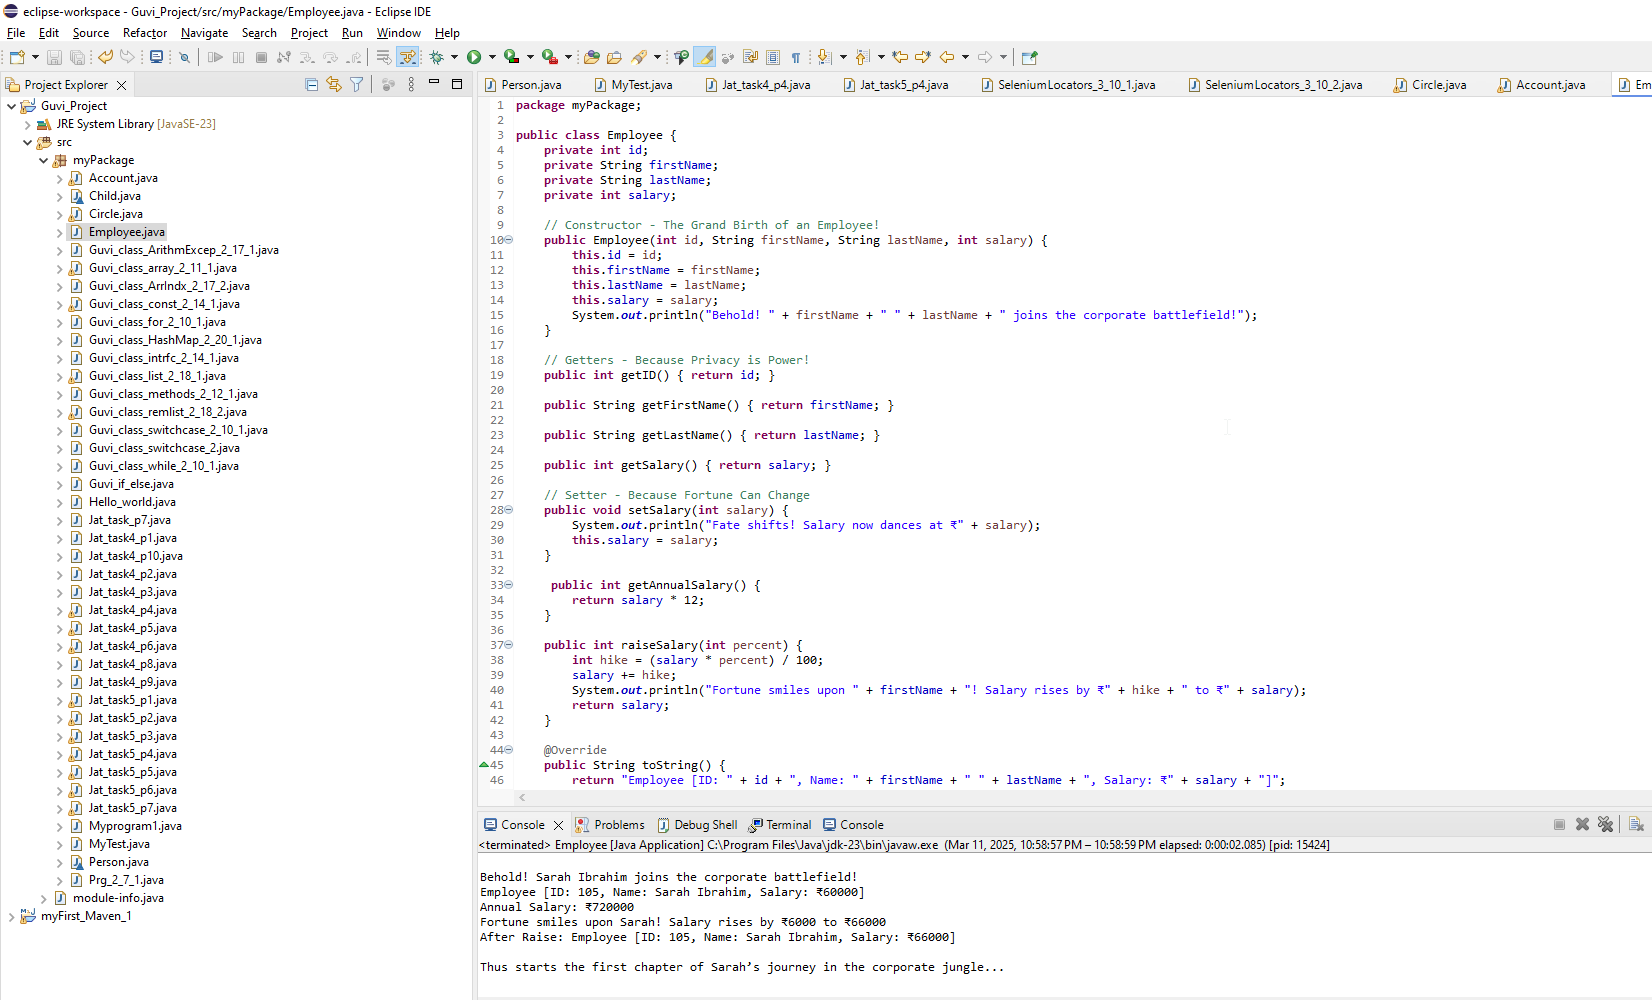 eclipse-workspace - Guvi_Project/src/myPackage/Employee.java - Eclipse IDE
File Edit Source Refactor Navigate Search Project Run Window Help
Project Explorer
Guvi_Project
JRE System Library [JavaSE-23]
src
myPackage
Account.java
Child.java
Circle.java
Employee.java
Guvi_class_ArithmExcep_2_17_1.java
Guvi_class_array_2_11_1.java
Guvi_class_ArrIndx_2_17_2.java
Guvi_class_const_2_14_1.java
Guvi_class_for_2_10_1.java
Guvi_class_HashMap_2_20_1.java
Guvi_class_intrfc_2_14_1.java
Guvi_class_list_2_18_1.java
Guvi_class_methods_2_12_1.java
Guvi_class_remlist_2_18_2.java
Guvi_class_switchcase_2_10_1.java
Guvi_class_switchcase_2.java
Guvi_class_while_2_10_1.java
Guvi_if_else.java
Hello_world.java
Jat_task_p7.java
Jat_task4_p1.java
Jat_task4_p10.java
Jat_task4_p2.java
Jat_task4_p3.java
Jat_task4_p4.java
Jat_task4_p5.java
Jat_task4_p6.java
Jat_task4_p8.java
Jat_task4_p9.java
Jat_task5_p1.java
Jat_task5_p2.java
Jat_task5_p3.java
Jat_task5_p4.java
Jat_task5_p5.java
Jat_task5_p6.java
Jat_task5_p7.java
Myprogram1.java
MyTest.java
Person.java
Prg_2_7_1.java
module-info.java
myFirst_Maven_1
Person.java MyTest.java Jat_task4_p4.java Jat_task5_p4.java SeleniumLocators_3_10_1.java SeleniumLocators_3_10_2.java Circle.java Account.java Em
1 package myPackage;
2
3 public class Employee {
4 private int id;
5 private String firstName;
6 private String lastName;
7 private int salary;
8
9 // Constructor - The Grand Birth of an Employee!
10 public Employee(int id, String firstName, String lastName, int salary) {
11 this.id = id;
12 this.firstName = firstName;
13 this.lastName = lastName;
14 this.salary = salary;
15 System.out.println("Behold! " + firstName + " " + lastName + " joins the corporate battlefield!");
16 }
17
18 // Getters - Because Privacy is Power!
19 public int getID() { return id; }
20
21 public String getFirstName() { return firstName; }
22
23 public String getLastName() { return lastName; }
24
25 public int getSalary() { return salary; }
26
27 // Setter - Because Fortune Can Change
28 public void setSalary(int salary) {
29 System.out.println("Fate shifts! Salary now dances at ₹" + salary);
30 this.salary = salary;
31 }
32
33 public int getAnnualSalary() {
34 return salary * 12;
35 }
36
37 public int raiseSalary(int percent) {
38 int hike = (salary * percent) / 100;
39 salary += hike;
40 System.out.println("Fortune smiles upon " + firstName + "! Salary rises by ₹" + hike + " to ₹" + salary);
41 return salary;
42 }
43
44 @Override
45 public String toString() {
46 return "Employee [ID: " + id + ", Name: " + firstName + " " + lastName + ", Salary: ₹" + salary + "]";
Console Problems Debug Shell Terminal Console
<terminated> Employee [Java Application] C:\Program Files\Java\jdk-23\bin\javaw.exe (Mar 11, 2025, 10:58:57 PM – 10:58:59 PM elapsed: 0:00:02.085) [pid: 15424]
Behold! Sarah Ibrahim joins the corporate battlefield!
Employee [ID: 105, Name: Sarah Ibrahim, Salary: ₹60000]
Annual Salary: ₹720000
Fortune smiles upon Sarah! Salary rises by ₹6000 to ₹66000
After Raise: Employee [ID: 105, Name: Sarah Ibrahim, Salary: ₹66000]
Thus starts the first chapter of Sarah’s journey in the corporate jungle...